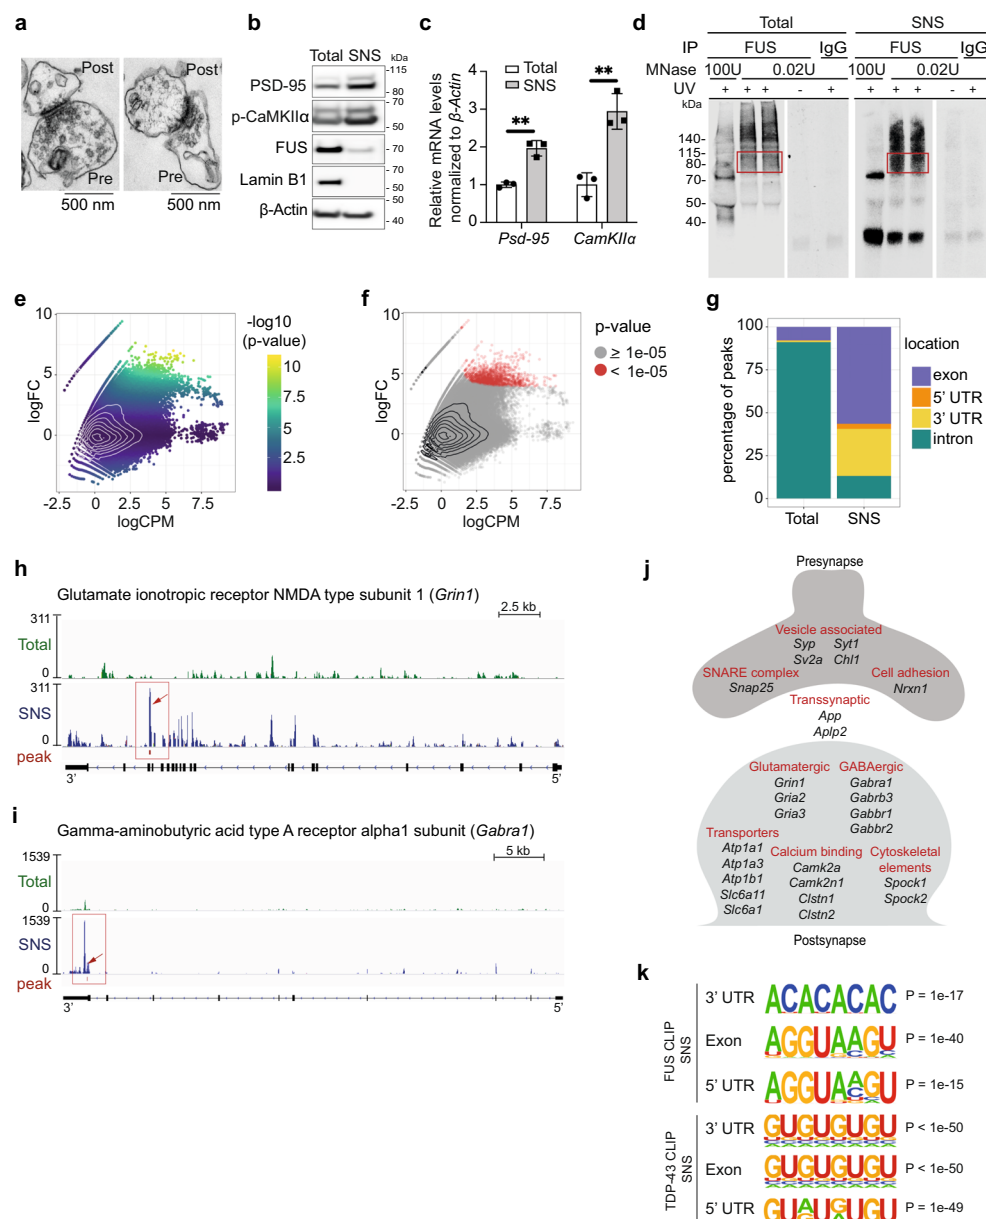 a
Post
Post
Pre
Pre
500 nm
500 nm
b
Total SNS
kDa
PSD-95
115
80
p-CaMKIIα
70
50
FUS
70
Lamin B1
70
50
β-Actin
50
40
c
Relative mRNA levels
normalized to β-Actin
Total
SNS
**
**
5
4
3
2
1
0
Psd-95
CamKIIα
d
Total
SNS
IP
FUS
IgG
FUS
IgG
MNase
100U
0.02U
100U
0.02U
UV
+
+
+
-
+
+
+
+
-
+
kDa
140-
115-
80-
70-
50-
40-
e
10
5
0
logFC
-2.5 0 2.5 5 7.5
logCPM
-log10
(p-value)
10
7.5
5
2.5
f
10
5
0
logFC
-2.5 0 2.5 5 7.5
logCPM
p-value
≥ 1e-05
< 1e-05
g
percentage of peaks
100
75
50
25
0
Total SNS
location
exon
5' UTR
3' UTR
intron
h
Glutamate ionotropic receptor NMDA type subunit 1 (Grin1)
2.5 kb
311
Total
0
311
SNS
0
peak
3' 5'
i
Gamma-aminobutyric acid type A receptor alpha1 subunit (Gabra1)
5 kb
1539
Total
0
1539
SNS
0
peak
3' 5'
j
Presynapse
Vesicle associated
Syp Syt1
Sv2a Chl1
SNARE complex
Snap25
Cell adhesion
Nrxn1
Transsynaptic
App
Aplp2
Glutamatergic
Grin1
Gria2
Gria3
GABAergic
Gabra1
Gabrb3
Gabbr1
Gabbr2
Transporters
Atp1a1
Atp1a3
Atp1b1
Slc6a11
Slc6a1
Calcium binding
Camk2a
Camk2n1
Clstn1
Clstn2
Cytoskeletal
elements
Spock1
Spock2
Postsynapse
k
FUS CLIP
SNS
3' UTR ACACACAC P = 1e-17
Exon AGGUAAGU P = 1e-40
5' UTR AGGUAAGU P = 1e-15
TDP-43 CLIP
SNS
3' UTR GUGUGUGU P < 1e-50
Exon GUGUGUGU P < 1e-50
5' UTR GUAUGUGU P = 1e-49